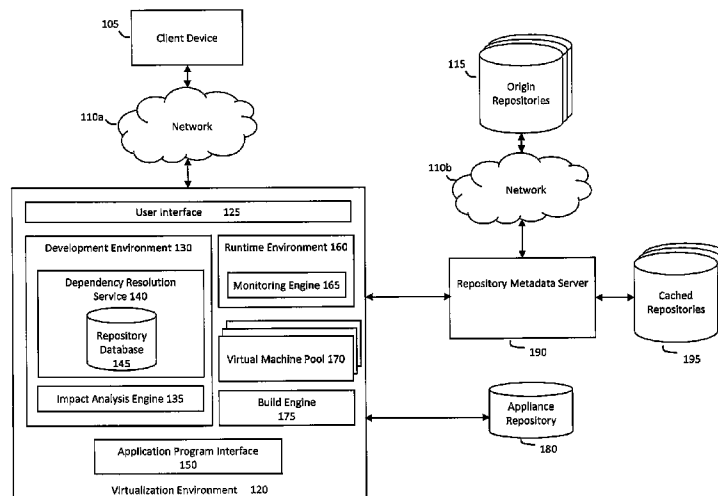 105
Client Device
110a
Network
115
Origin
Repositories
110b
Network
User Interface 125
Development Environment 130
Dependency Resolution
Service 140
Repository
Database
145
Impact Analysis Engine 135
Runtime Environment 160
Monitoring Engine 165
Virtual Machine Pool 170
Build Engine
175
Application Program Interface
150
Virtualization Environment 120
Repository Metadata Server
190
Cached
Repositories
195
Appliance
Repository
180